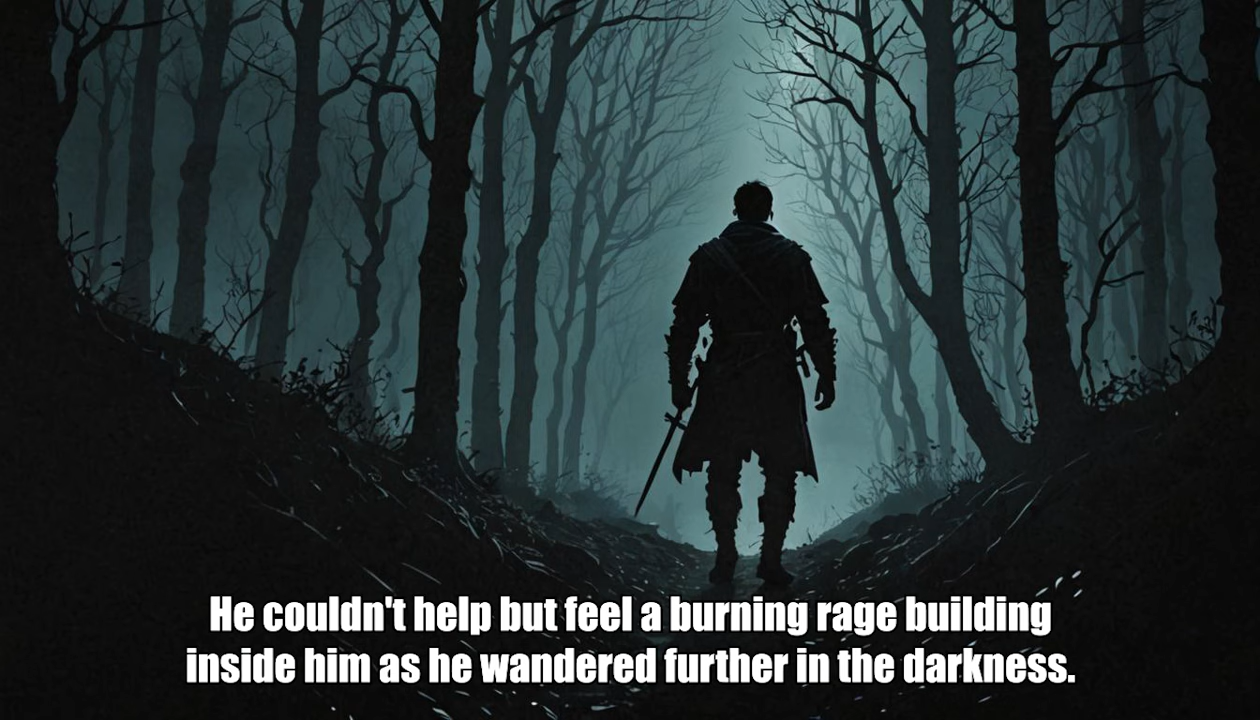 He couldn't help but feel a burning rage building
inside him as he wandered further in the darkness.